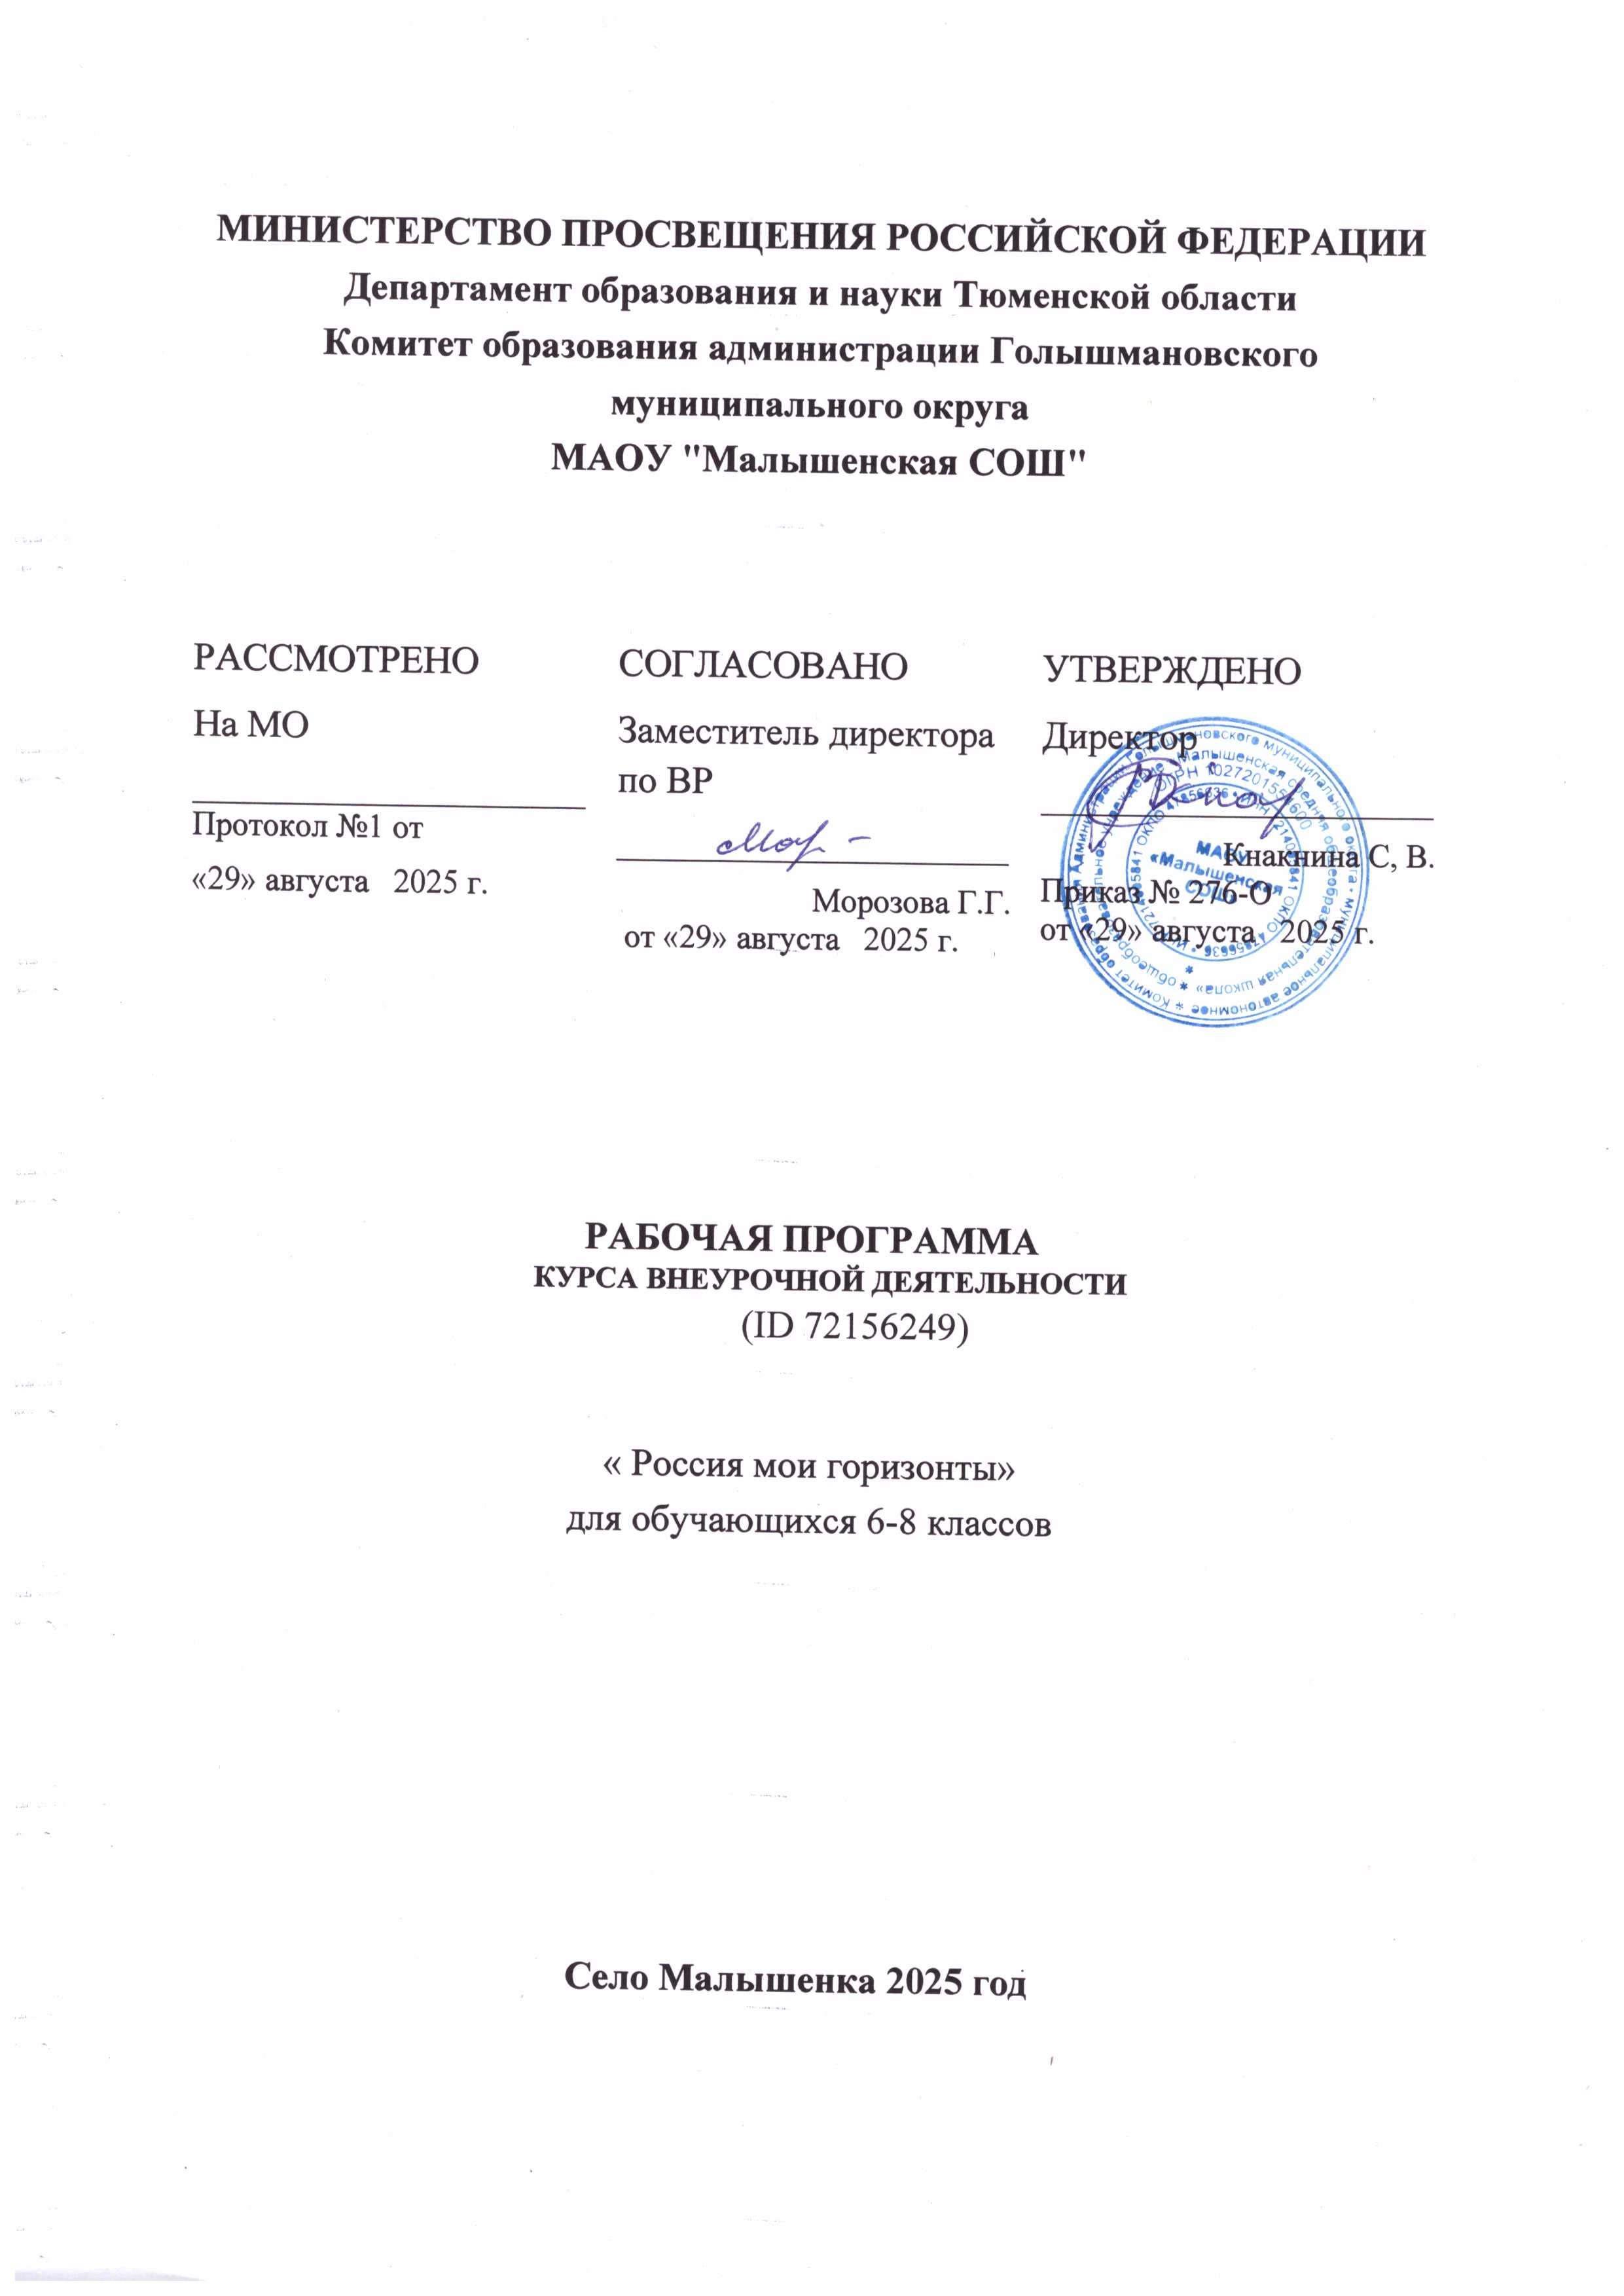 МИНИСТЕРСТВО ПРОСВЕЩЕНИЯ РОССИЙСКОЙ ФЕДЕРАЦИИ
Департамент образования и науки Тюменской области
Комитет образования администрации Голышмановского
муниципального округа
МАОУ "Малышенская СОШ"
РАССМОТРЕНО
На МО
Протокол №1 от
«29» августа 2025 г.
СОГЛАСОВАНО
Заместитель директора
по ВР
Морозова Г.Г.
от «29» августа 2025 г.
УТВЕРЖДЕНО
Директор
Кнакнина С, В.
Приказ № 276-О
от «29» августа 2025 г.
МАОУ
«Малышенская
СОШ»
РАБОЧАЯ ПРОГРАММА
КУРСА ВНЕУРОЧНОЙ ДЕЯТЕЛЬНОСТИ
(ID 72156249)
« Россия мои горизонты»
для обучающихся 6-8 классов
Село Малышенка 2025 год